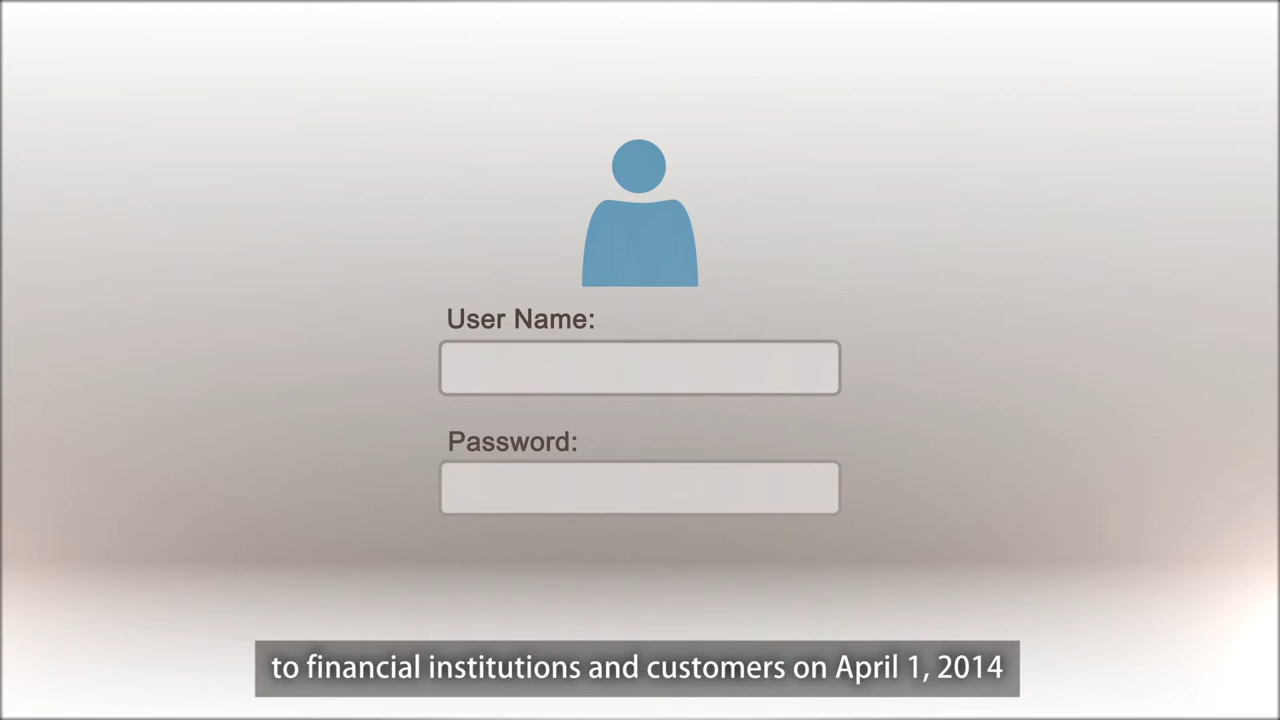 User Name:
Password:
to financial institutions and customers on April 1, 2014